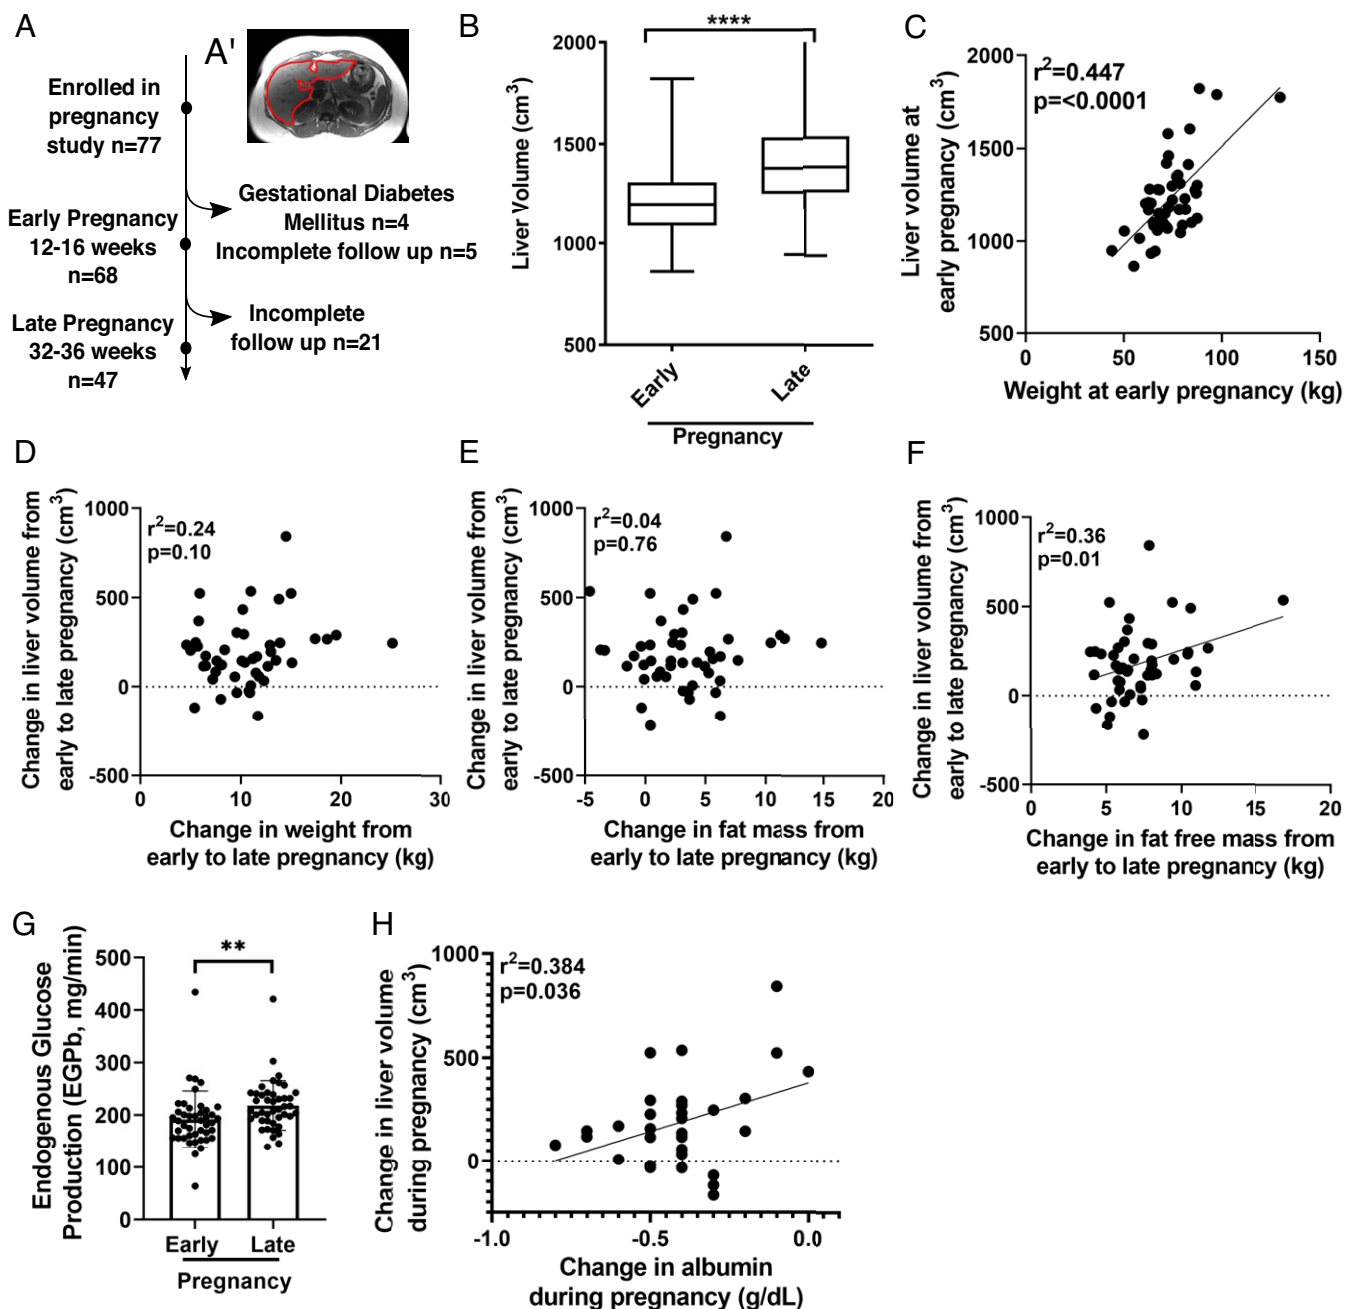 A
A'
Enrolled in
pregnancy
study n=77
Gestational Diabetes
Mellitus n=4
Incomplete follow up n=5
Early Pregnancy
12-16 weeks
n=68
Incomplete
follow up n=21
Late Pregnancy
32-36 weeks
n=47
B
****
Liver Volume (cm³)
2000
1500
1000
500
Early
Late
Pregnancy
C
r²=0.447
p=<0.0001
Liver volume at
early pregnancy (cm³)
2000
1500
1000
500
0
50
100
150
Weight at early pregnancy (kg)
D
r²=0.24
p=0.10
Change in liver volume from
early to late pregnancy (cm³)
1000
500
0
-500
0
10
20
30
Change in weight from
early to late pregnancy (kg)
E
r²=0.04
p=0.76
Change in liver volume from
early to late pregnancy (cm³)
1000
500
0
-500
-5
0
5
10
15
20
Change in fat mass from
early to late pregnancy (kg)
F
r²=0.36
p=0.01
Change in liver volume from
early to late pregnancy (cm³)
1000
500
0
-500
0
5
10
15
20
Change in fat free mass from
early to late pregnancy (kg)
G
**
Endogenous Glucose
Production (EGPb, mg/min)
500
400
300
200
100
0
Early
Late
Pregnancy
H
r²=0.384
p=0.036
Change in liver volume
during pregnancy (cm³)
1000
500
0
-1.0
-0.5
0.0
Change in albumin
during pregnancy (g/dL)